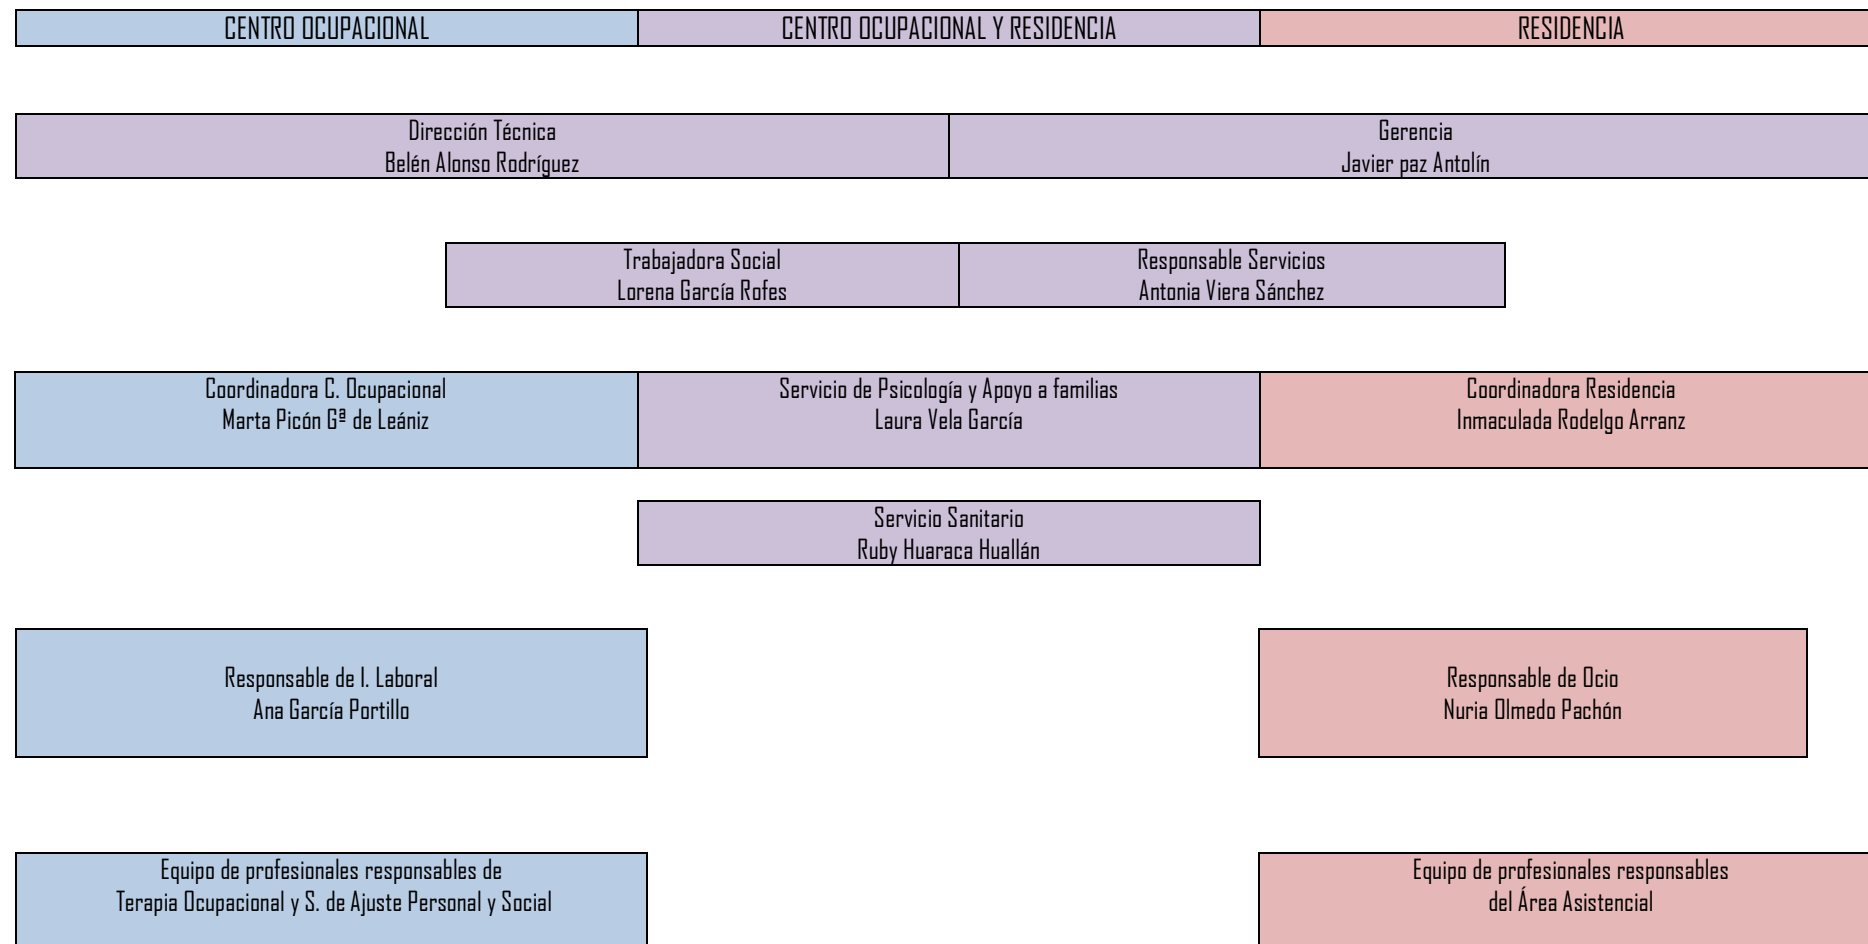 CENTRO OCUPACIONAL
CENTRO OCUPACIONAL Y RESIDENCIA
RESIDENCIA
Dirección Técnica
Belén Alonso Rodríguez
Gerencia
Javier paz Antolín
Trabajadora Social
Lorena García Rofes
Responsable Servicios
Antonia Viera Sánchez
Coordinadora C. Ocupacional
Marta Picón Gª de Leániz
Servicio de Psicología y Apoyo a familias
Laura Vela García
Coordinadora Residencia
Inmaculada Rodelgo Arranz
Servicio Sanitario
Ruby Huaraca Huallán
Responsable de I. Laboral
Ana García Portillo
Responsable de Ocio
Nuria Olmedo Pachón
Equipo de profesionales responsables de
Terapia Ocupacional y S. de Ajuste Personal y Social
Equipo de profesionales responsables
del Área Asistencial